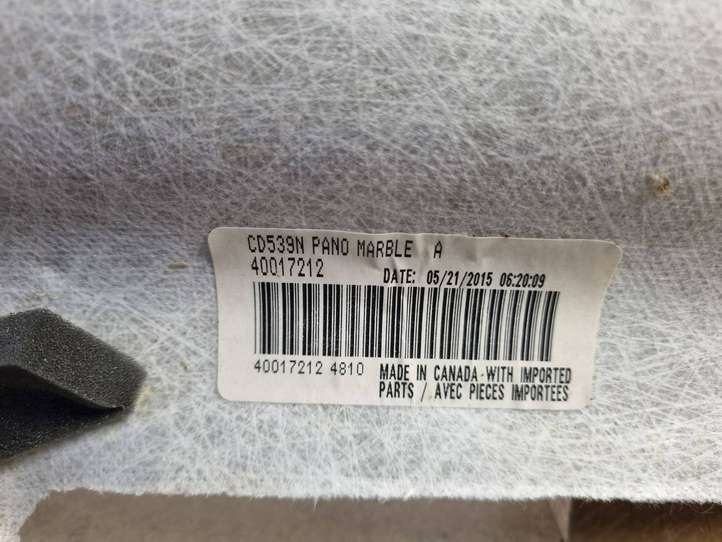 CD539N PANO MARBLE A
40017212
DATE: 05/21/2015 06:20:09
40017212 4810
MADE IN CANADA-WITH IMPORTED
PARTS / AVEC PIECES IMPORTEES